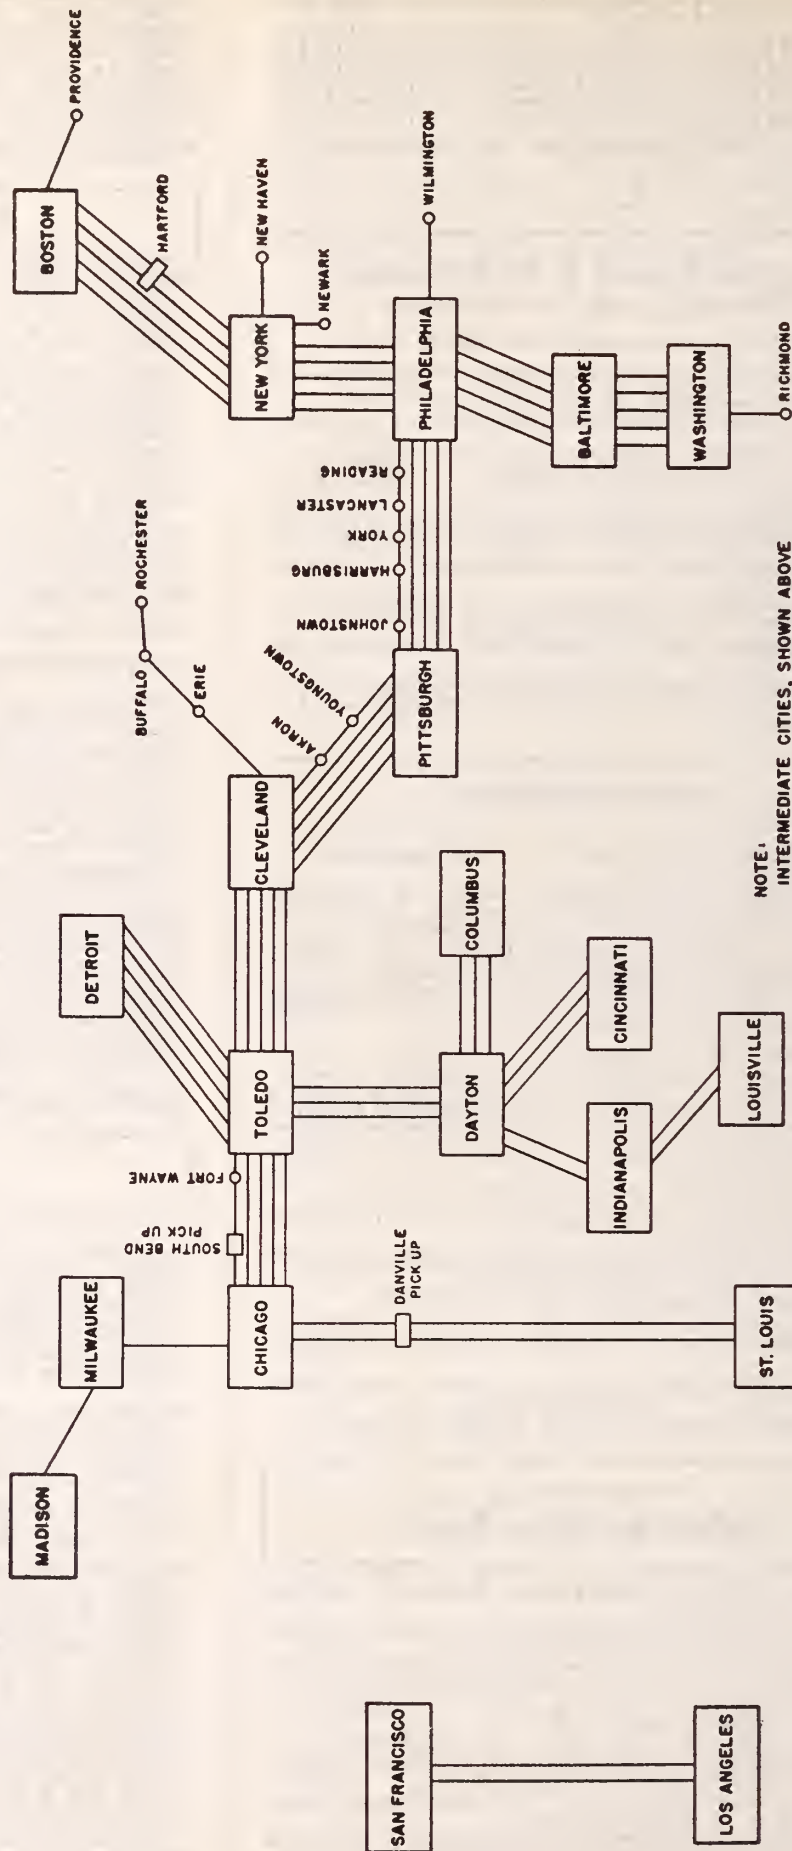 PROVIDENCE
BOSTON
HARTFORD
NEW HAVEN
NEW YORK
NEWARK
WILMINGTON
PHILADELPHIA
BALTIMORE
WASHINGTON
RICHMOND
READING
LANCASTER
YORK
HARRISBURG
JOHNSTOWN
ROCHESTER
BUFFALO
ERIE
YOUNGSTOWN
AKRON
PITTSBURGH
CLEVELAND
DETROIT
TOLEDO
COLUMBUS
DAYTON
CINCINNATI
INDIANAPOLIS
LOUISVILLE
FORT WAYNE
SOUTH BEND
PICK UP
MILWAUKEE
CHICAGO
DANVILLE
PICK UP
ST. LOUIS
MADISON
SAN FRANCISCO
LOS ANGELES
NOTE:
INTERMEDIATE CITIES, SHOWN ABOVE